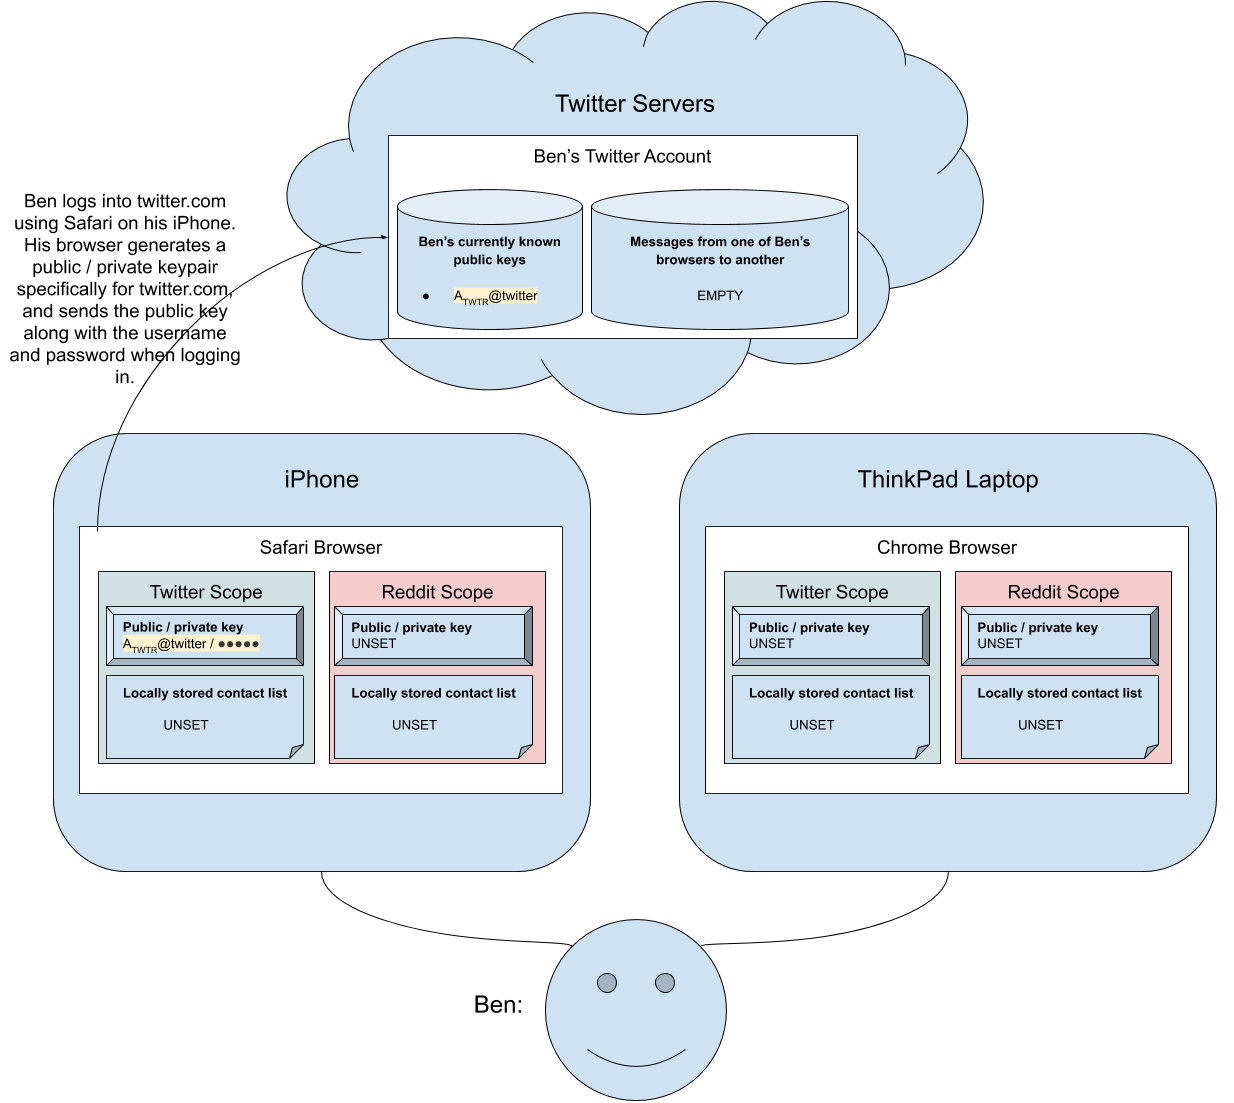 Twitter Servers
Ben’s Twitter Account
Ben’s currently known
public keys
● A_TWTR@twitter
Messages from one of Ben’s
browsers to another
EMPTY
Ben logs into twitter.com
using Safari on his iPhone.
His browser generates a
public / private keypair
specifically for twitter.com,
and sends the public key
along with the username
and password when logging
in.
iPhone
Safari Browser
Twitter Scope
Public / private key
A_TWTR@twitter / ●●●●●
Locally stored contact list
UNSET
Reddit Scope
Public / private key
UNSET
Locally stored contact list
UNSET
ThinkPad Laptop
Chrome Browser
Twitter Scope
Public / private key
UNSET
Locally stored contact list
UNSET
Reddit Scope
Public / private key
UNSET
Locally stored contact list
UNSET
Ben: